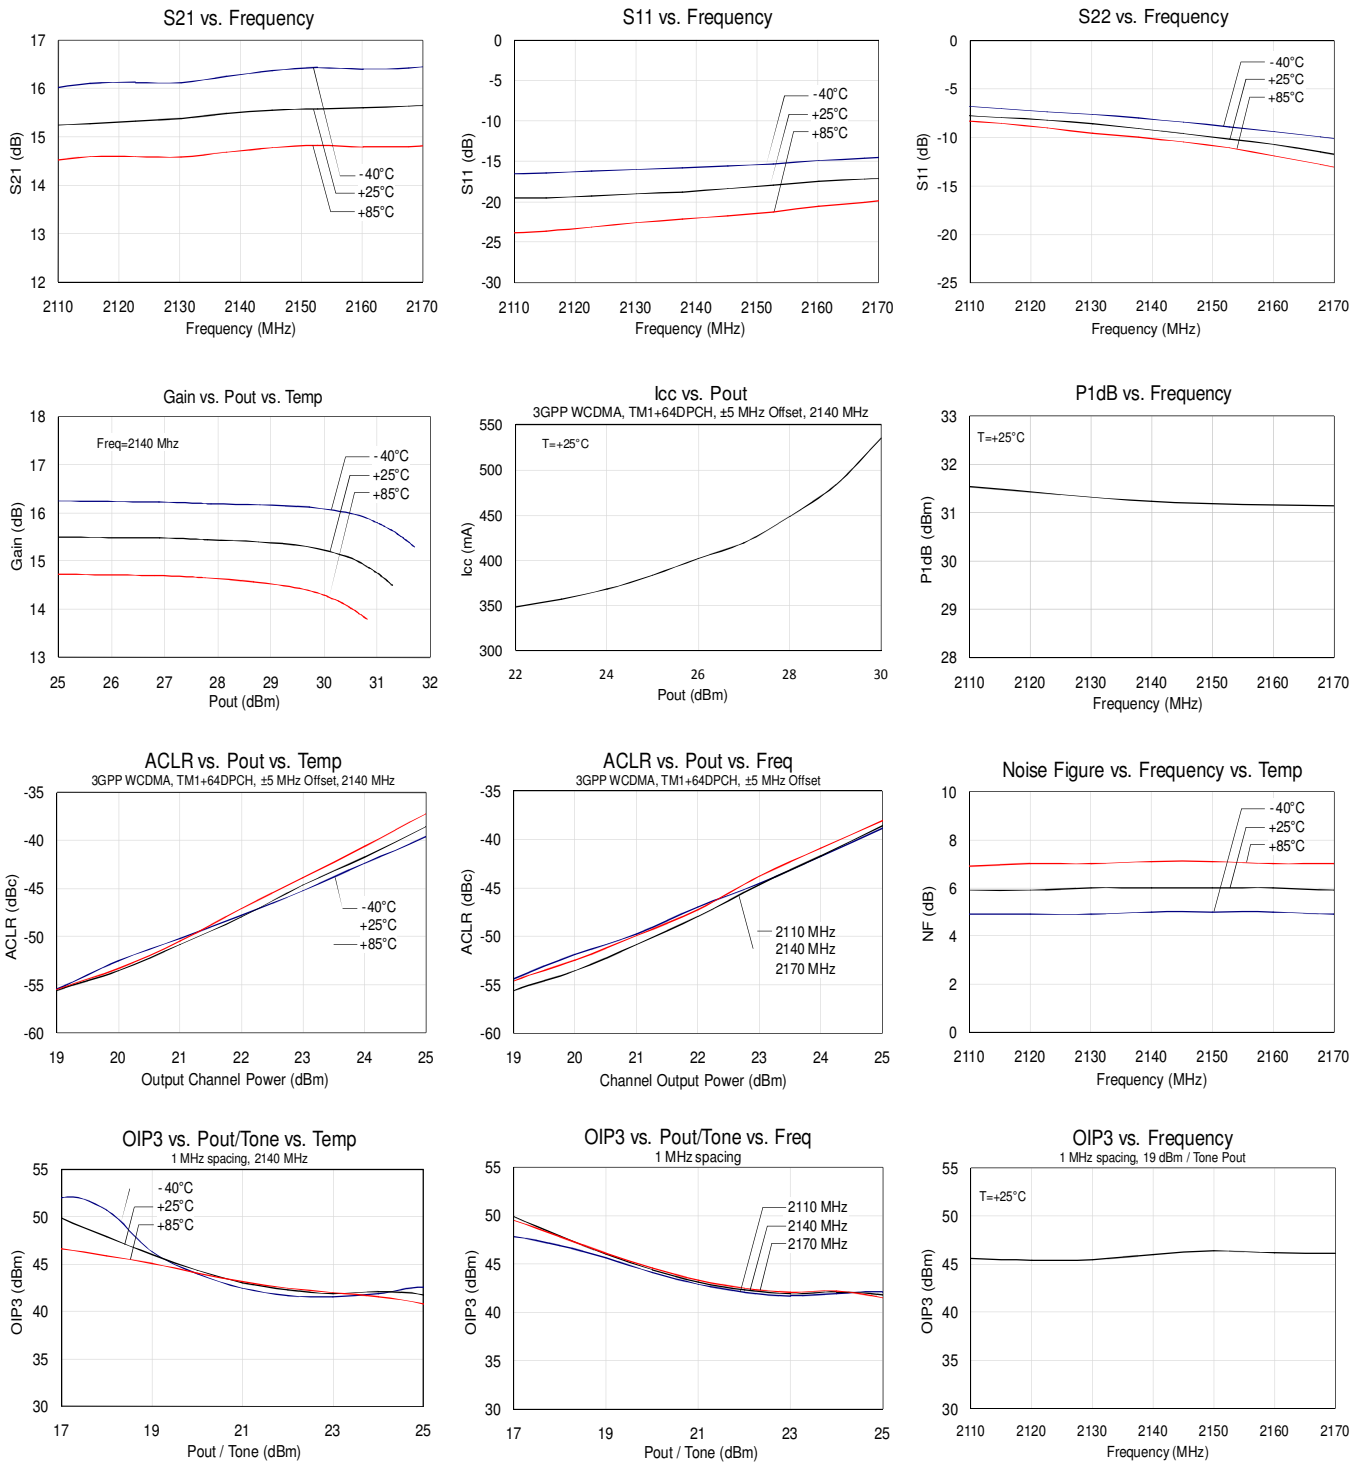 S21 vs. Frequency
17
16
15
14
13
12
S21 (dB)
-40°C
+25°C
+85°C
2110 2120 2130 2140 2150 2160 2170
Frequency (MHz)
S11 vs. Frequency
0
-5
-10
-15
-20
-25
-30
S11 (dB)
-40°C
+25°C
+85°C
2110 2120 2130 2140 2150 2160 2170
Frequency (MHz)
S22 vs. Frequency
0
-5
-10
-15
-20
-25
S11 (dB)
-40°C
+25°C
+85°C
2110 2120 2130 2140 2150 2160 2170
Frequency (MHz)
Gain vs. Pout vs. Temp
18
17
16
15
14
13
Gain (dB)
Freq=2140 Mhz
-40°C
+25°C
+85°C
25 26 27 28 29 30 31 32
Pout (dBm)
Icc vs. Pout
3GPP WCDMA, TM1+64DPCH, ±5 MHz Offset, 2140 MHz
550
500
450
400
350
300
Icc (mA)
T=+25°C
22 24 26 28 30
Pout (dBm)
P1dB vs. Frequency
33
32
31
30
29
28
P1dB (dBm)
T=+25°C
2110 2120 2130 2140 2150 2160 2170
Frequency (MHz)
ACLR vs. Pout vs. Temp
3GPP WCDMA, TM1+64DPCH, ±5 MHz Offset, 2140 MHz
-35
-40
-45
-50
-55
-60
ACLR (dBc)
-40°C
+25°C
+85°C
19 20 21 22 23 24 25
Output Channel Power (dBm)
ACLR vs. Pout vs. Freq
3GPP WCDMA, TM1+64DPCH, ±5 MHz Offset
-35
-40
-45
-50
-55
-60
ACLR (dBc)
2110 MHz
2140 MHz
2170 MHz
19 20 21 22 23 24 25
Channel Output Power (dBm)
Noise Figure vs. Frequency vs. Temp
10
8
6
4
2
0
NF (dB)
-40°C
+25°C
+85°C
2110 2120 2130 2140 2150 2160 2170
Frequency (MHz)
OIP3 vs. Pout/Tone vs. Temp
1 MHz spacing, 2140 MHz
55
50
45
40
35
30
OIP3 (dBm)
-40°C
+25°C
+85°C
17 19 21 23 25
Pout / Tone (dBm)
OIP3 vs. Pout/Tone vs. Freq
1 MHz spacing
55
50
45
40
35
30
OIP3 (dBm)
2110 MHz
2140 MHz
2170 MHz
17 19 21 23 25
Pout / Tone (dBm)
OIP3 vs. Frequency
1 MHz spacing, 19 dBm / Tone Pout
55
50
45
40
35
30
OIP3 (dBm)
T=+25°C
2110 2120 2130 2140 2150 2160 2170
Frequency (MHz)